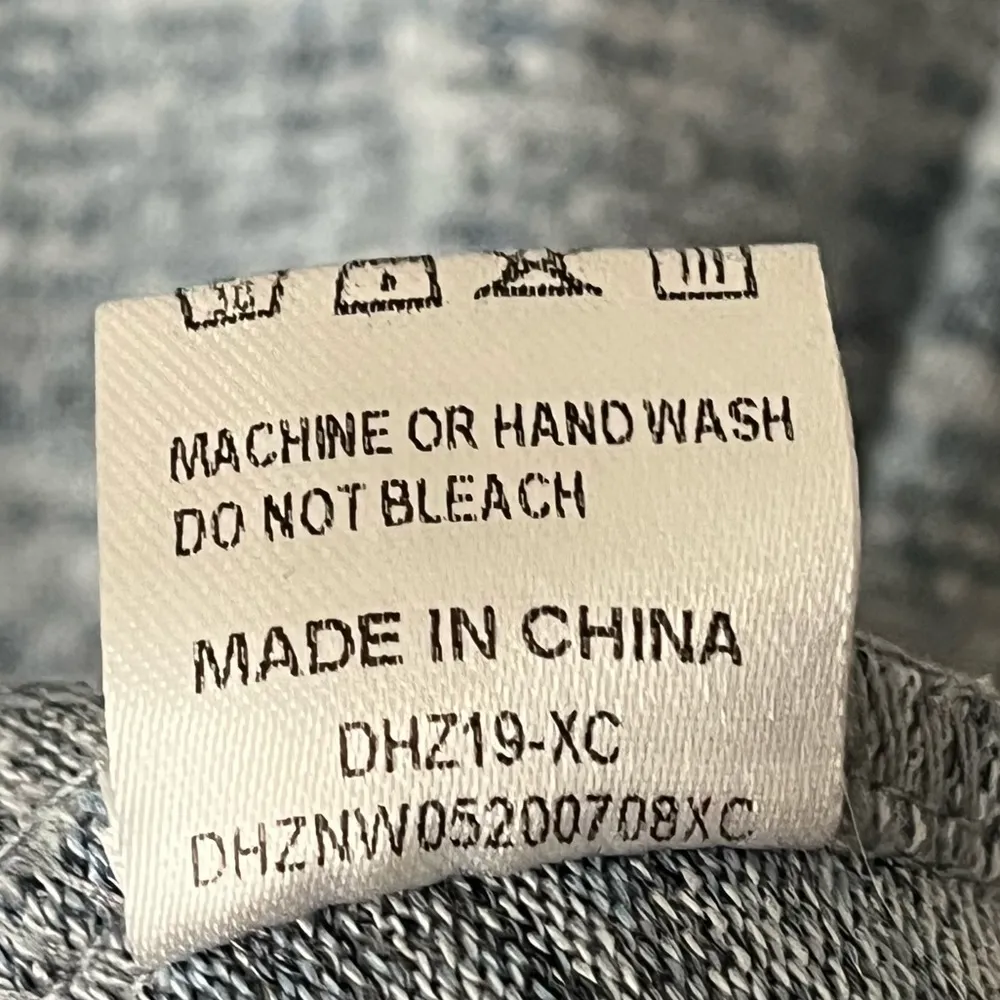 MACHINE OR HAND WASH
DO NOT BLEACH
MADE IN CHINA
DHZ19-XC
DHZNW05200708XC